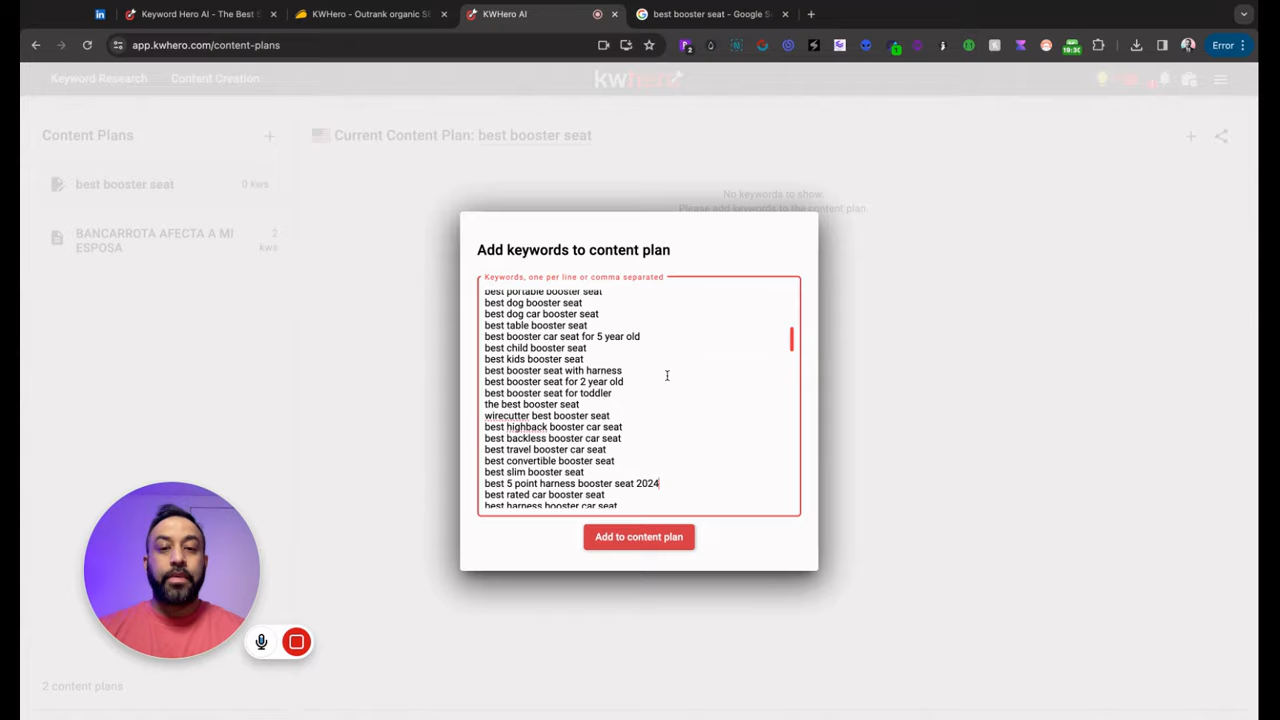 Keyword Hero AI - The Best S
KWHero - Outrank organic SE
KWHero AI
best booster seat - Google Se
app.kwhero.com/content-plans
2
1
19:30
Error
Keyword Research
Content Creation
kwhero
Content Plans
Current Content Plan: best booster seat
best booster seat
0 Kws
BANCARROTA AFECTA A MI
ESPOSA
2
kws
No keywords to show.
Please add keywords to the content plan.
Add keywords to content plan
Keywords, one per line or comma separated
best portable booster seat
best dog booster seat
best dog car booster seat
best table booster seat
best booster car seat for 5 year old
best child booster seat
best kids booster seat
best booster seat with harness
best booster seat for 2 year old
best booster seat for toddler
the best booster seat
wirecutter best booster seat
best highback booster car seat
best backless booster car seat
best travel booster car seat
best convertible booster seat
best slim booster seat
best 5 point harness booster seat 2024
best rated car booster seat
best harness booster car seat
Add to content plan
2 content plans